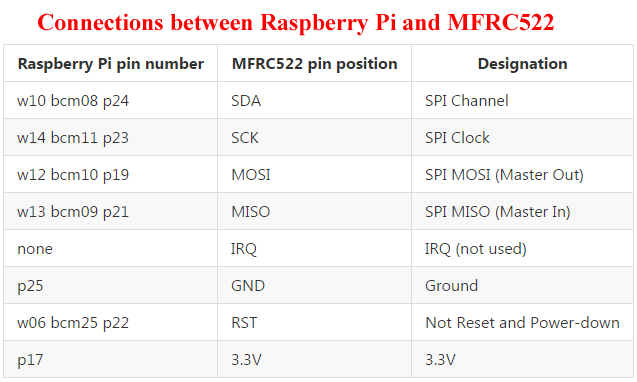 Connections between Raspberry Pi and MFRC522
Raspberry Pi pin number MFRC522 pin position Designation
w10 bcm08 p24 SDA SPI Channel
w14 bcm11 p23 SCK SPI Clock
w12 bcm10 p19 MOSI SPI MOSI (Master Out)
w13 bcm09 p21 MISO SPI MISO (Master In)
none IRQ IRQ (not used)
p25 GND Ground
w06 bcm25 p22 RST Not Reset and Power-down
p17 3.3V 3.3V